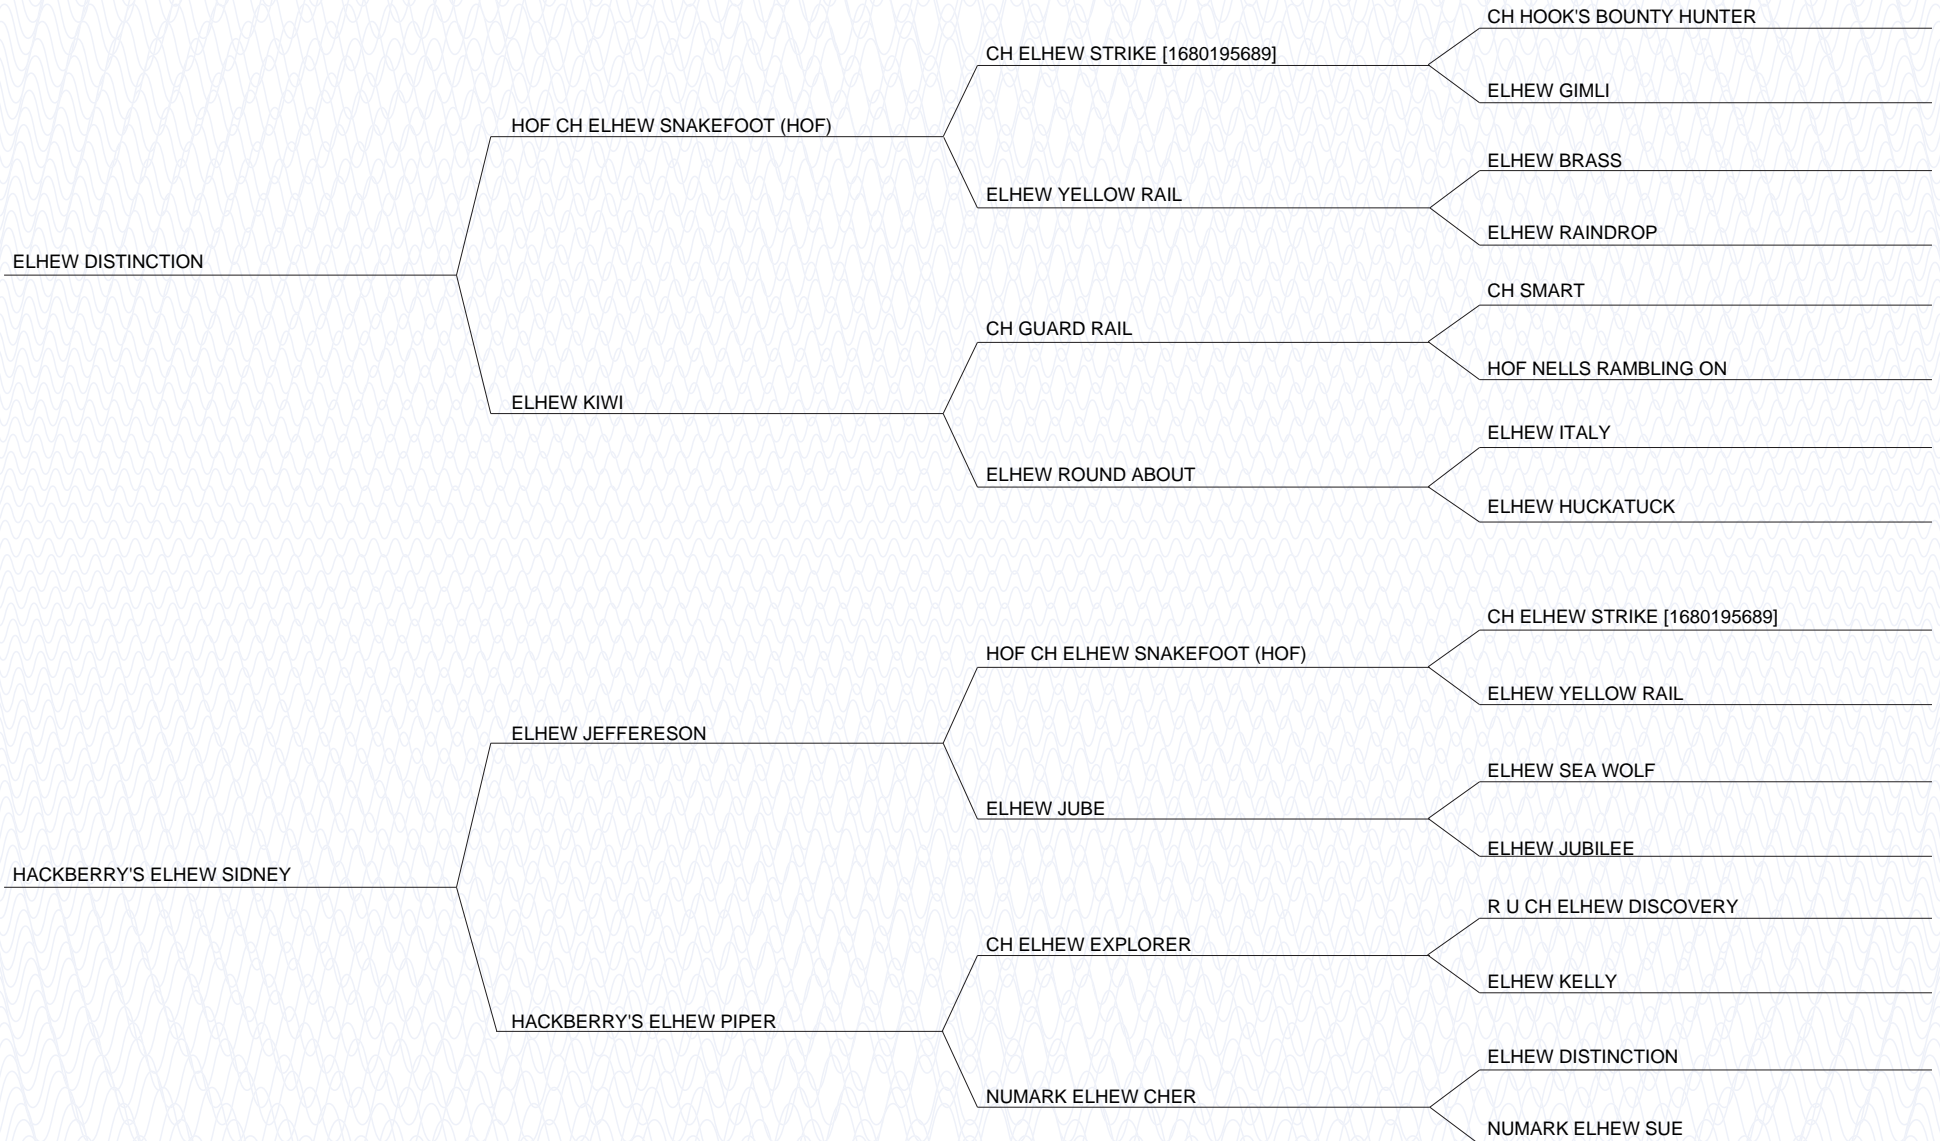 CH HOOK'S BOUNTY HUNTER
CH ELHEW STRIKE [1680195689]
ELHEW GIMLI
HOF CH ELHEW SNAKEFOOT (HOF)
ELHEW BRASS
ELHEW YELLOW RAIL
ELHEW RAINDROP
ELHEW DISTINCTION
CH SMART
CH GUARD RAIL
HOF NELLS RAMBLING ON
ELHEW KIWI
ELHEW ITALY
ELHEW ROUND ABOUT
ELHEW HUCKATUCK
CH ELHEW STRIKE [1680195689]
HOF CH ELHEW SNAKEFOOT (HOF)
ELHEW YELLOW RAIL
ELHEW JEFFERESON
ELHEW SEA WOLF
ELHEW JUBE
ELHEW JUBILEE
HACKBERRY'S ELHEW SIDNEY
R U CH ELHEW DISCOVERY
CH ELHEW EXPLORER
ELHEW KELLY
HACKBERRY'S ELHEW PIPER
ELHEW DISTINCTION
NUMARK ELHEW CHER
NUMARK ELHEW SUE